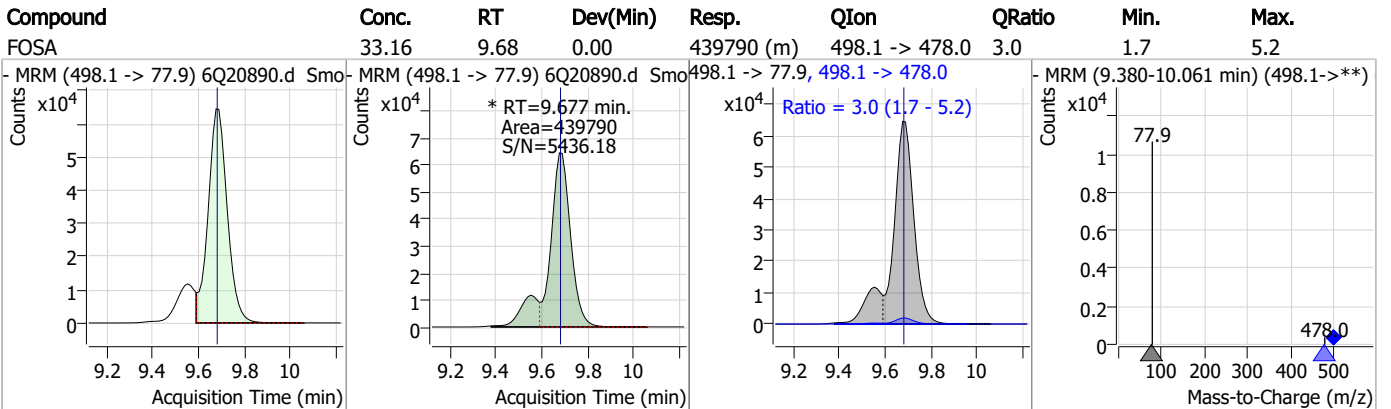 Compound Conc. RT Dev(Min) Resp. QIon QRatio Min. Max.
FOSA 33.16 9.68 0.00 439790 (m) 498.1 -> 478.0 3.0 1.7 5.2
- MRM (498.1 -> 77.9) 6Q20890.d Smo
Counts
x10⁴
5
4
3
2
1
0
9.2 9.4 9.6 9.8 10
Acquisition Time (min)
- MRM (498.1 -> 77.9) 6Q20890.d Smo
Counts
x10⁴
* RT=9.677 min.
Area=439790
S/N=5436.18
7
6
5
4
3
2
1
0
9.2 9.4 9.6 9.8 10
Acquisition Time (min)
498.1 -> 77.9, 498.1 -> 478.0
Counts
x10⁴
Ratio = 3.0 (1.7 - 5.2)
6
5
4
3
2
1
0
9.2 9.4 9.6 9.8 10
Acquisition Time (min)
- MRM (9.380-10.061 min) (498.1->**)
Counts
x10⁴
77.9
1
0.8
0.6
0.4
0.2
0
478.0
100 200 300 400 500
Mass-to-Charge (m/z)